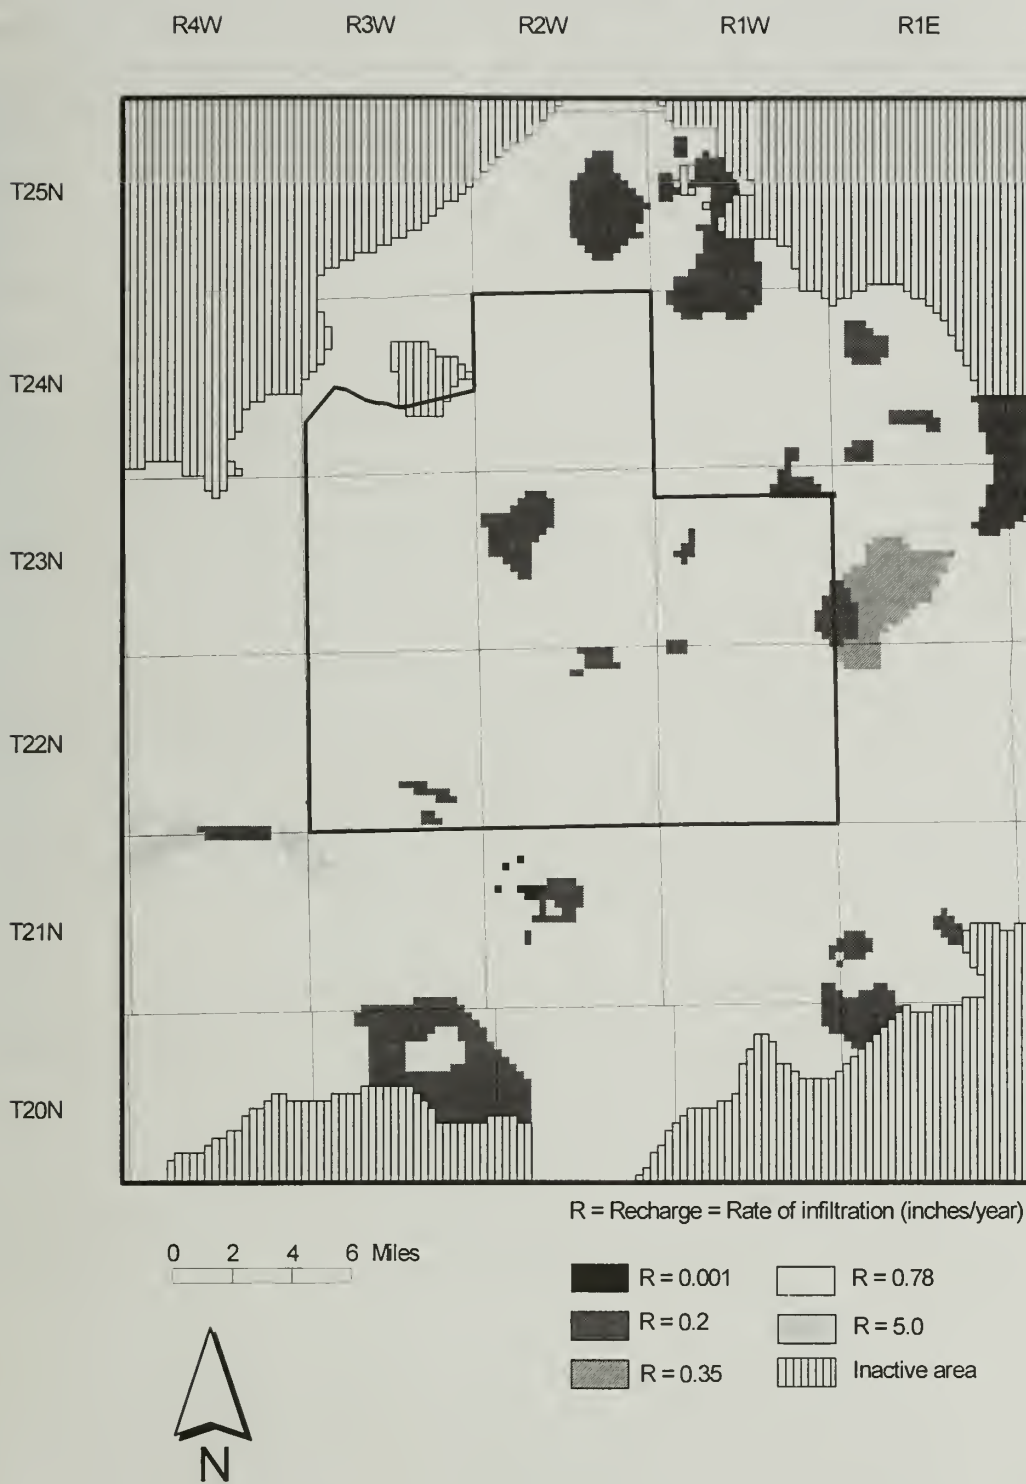 R4W R3W R2W R1W R1E
T25N
T24N
T23N
T22N
T21N
T20N
R = Recharge = Rate of infiltration (inches/year)
0 2 4 6 Miles
R = 0.001 R = 0.78
R = 0.2 R = 5.0
R = 0.35 Inactive area
N